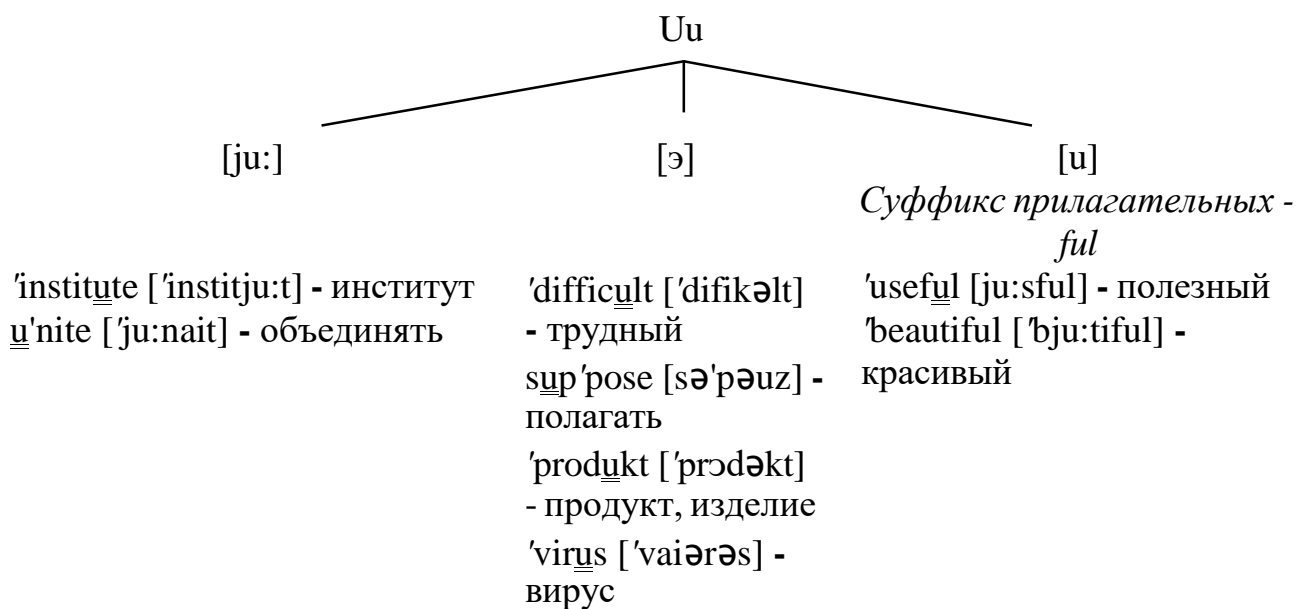 Uu
[ju:]
[э]
[u]
Суффикс прилагательных -
ful
′institute [′institju:t] - институт
u'nite [′ju:nait] - объединять
′difficult [′difikəlt]
- трудный
sup′pose [sə'pəuz] -
полагать
′produkt [′prɔdəkt]
- продукт, изделие
′virus [′vaiərəs] -
вирус
′useful [ju:sful] - полезный
′beautiful [′bju:tiful] -
красивый